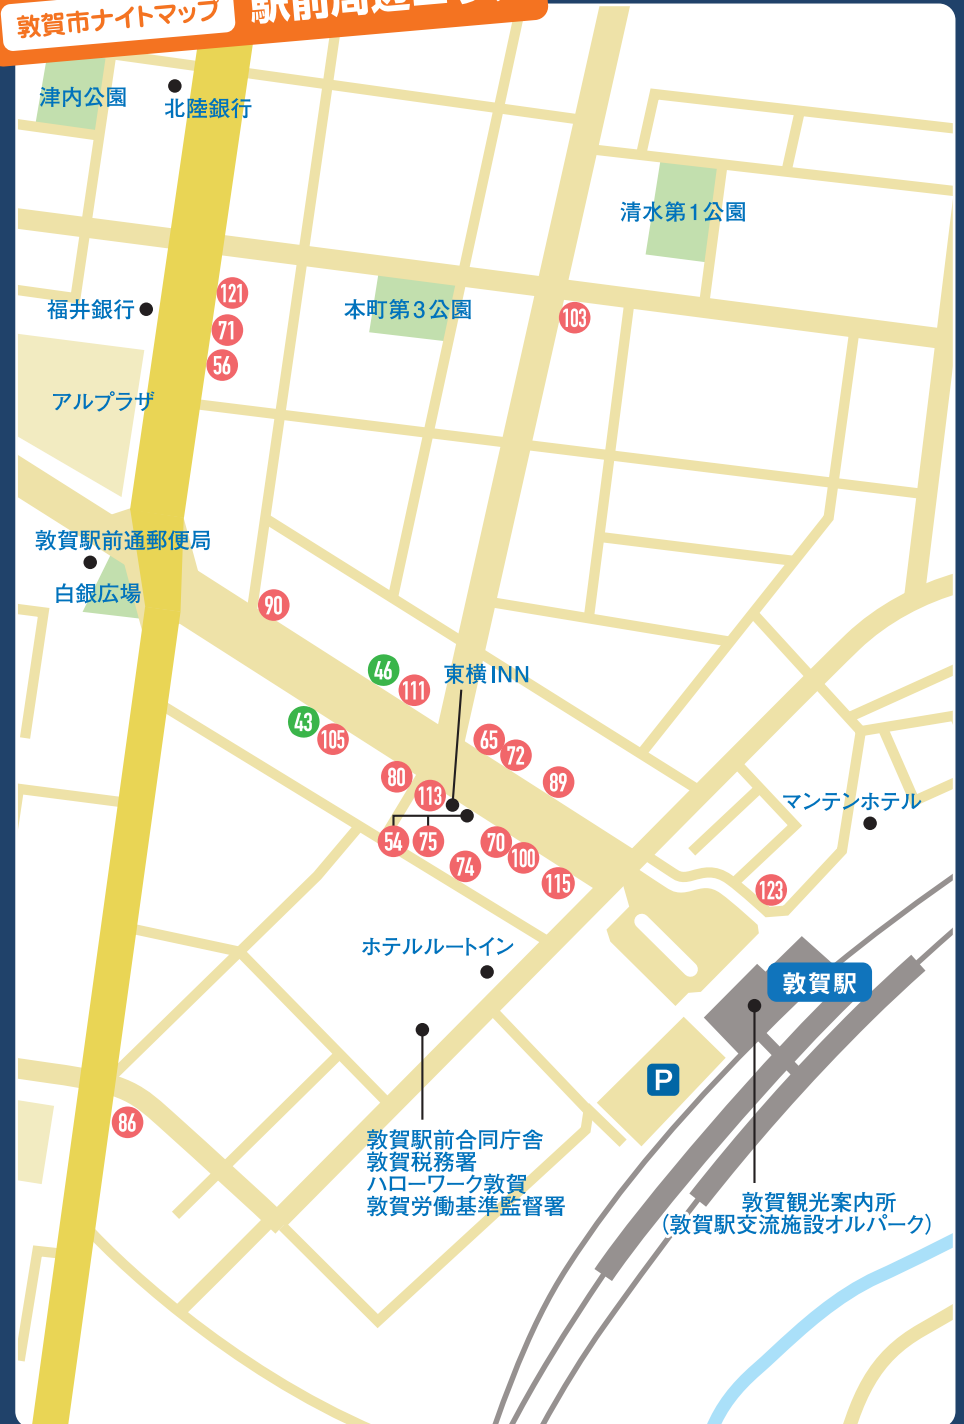 敦賀市ナイトマップ
津内公園
北陸銀行
清水第1公園
121
福井銀行
本町第3公園
103
71
56
アルプラザ
敦賀駅前通郵便局
白銀広場
90
46
東横INN
111
43
105
65
72
80
89
113
マンテンホテル
54
75
70
100
74
115
123
ホテルルートイン
敦賀駅
P
86
敦賀駅前合同庁舎
敦賀税務署
ハローワーク敦賀
敦賀労働基準監督署
敦賀観光案内所
(敦賀駅交流施設オルパーク)